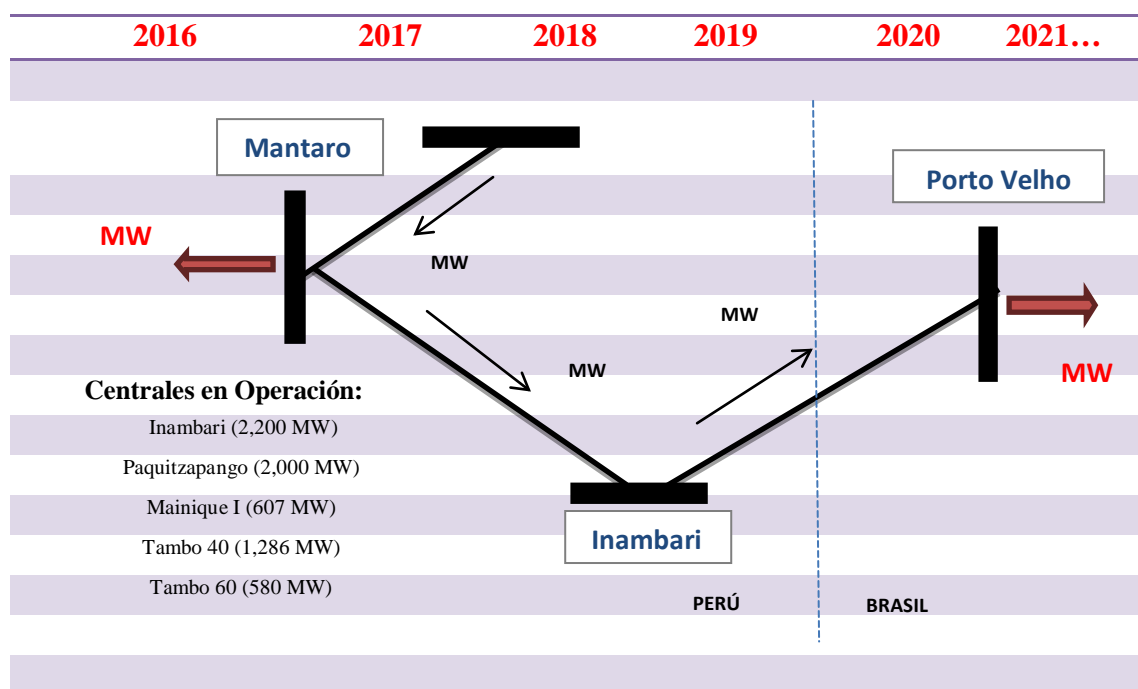 2016 2017 2018 2019 2020 2021…
Mantaro
Porto Velho
MW
MW
MW
MW
MW
Centrales en Operación:
Inambari (2,200 MW)
Paquitzapango (2,000 MW)
Mainique I (607 MW)
Tambo 40 (1,286 MW)
Tambo 60 (580 MW)
Inambari
PERÚ BRASIL